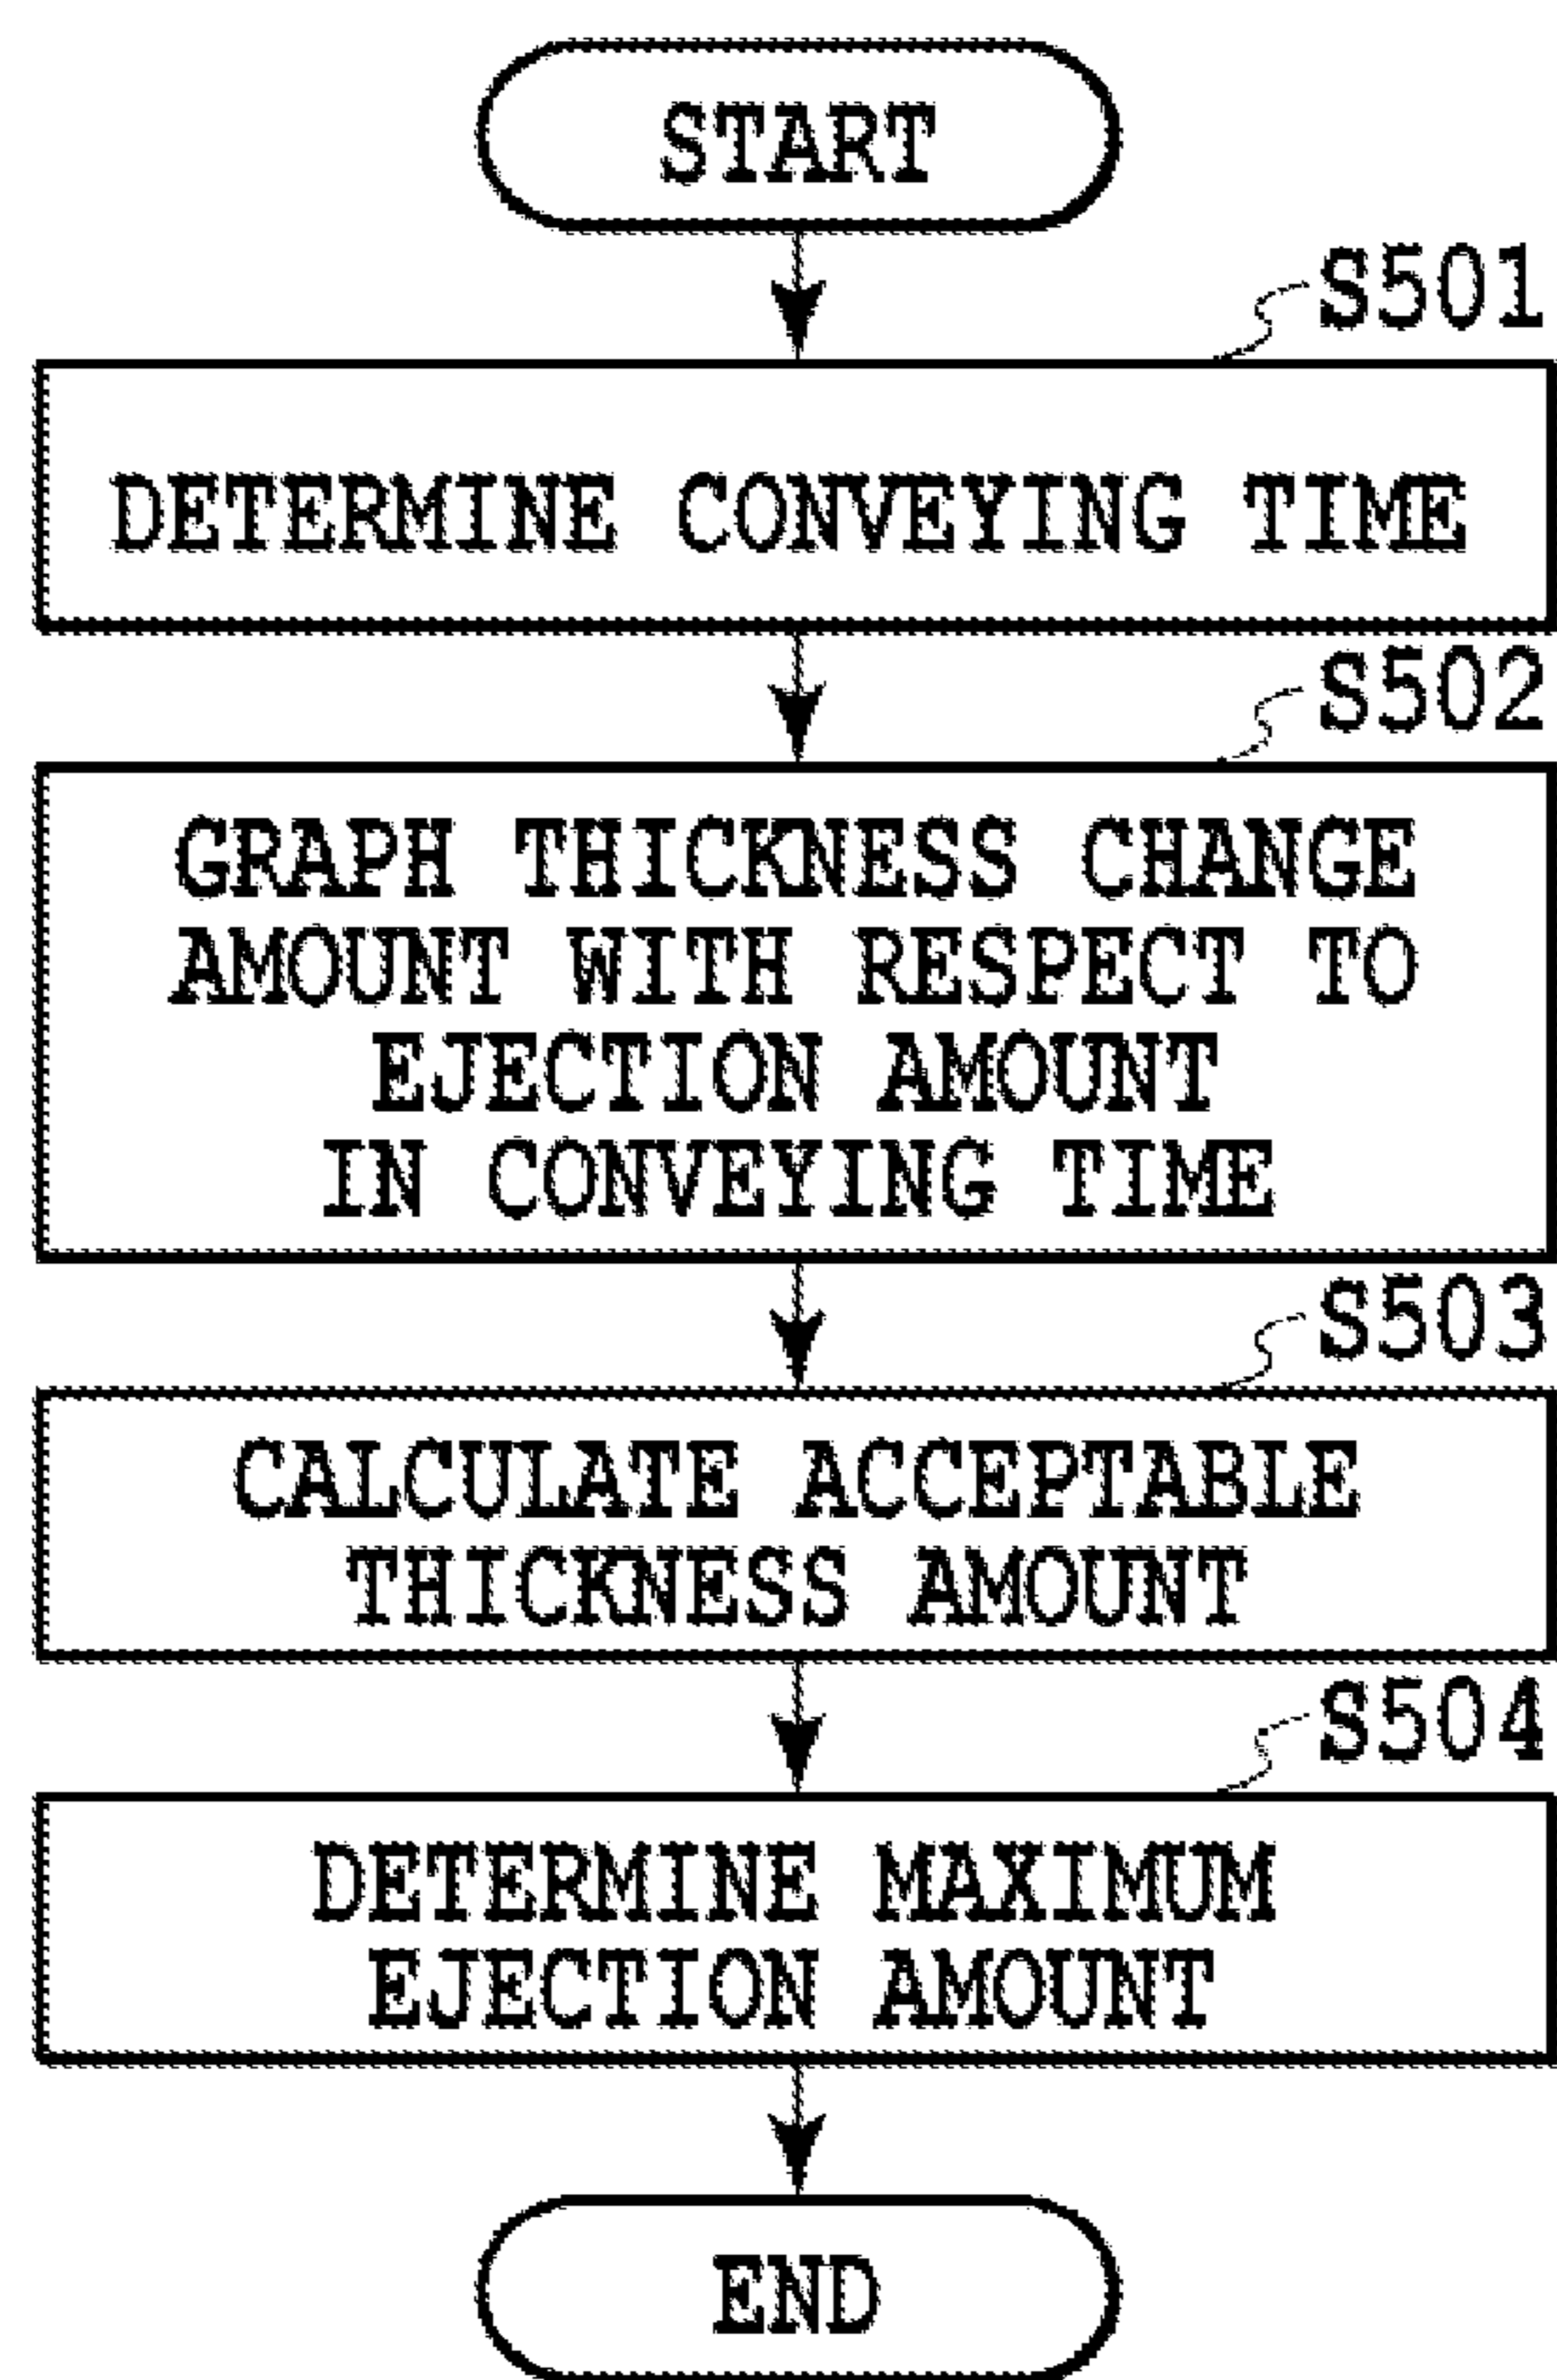 START
S501
DETERMINE CONVEYING TIME
S502
GRAPH THICKNESS CHANGE
AMOUNT WITH RESPECT TO
EJECTION AMOUNT
IN CONVEYING TIME
S503
CALCULATE ACCEPTABLE
THICKNESS AMOUNT
S504
DETERMINE MAXIMUM
EJECTION AMOUNT
END